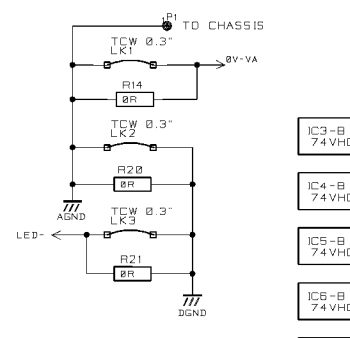 P1
1 TO CHASSIS
TCW 0.3"
LK1
0V-VA
R14
0R
TCW 0.3"
LK2
R20
0R
AGND
TCW 0.3"
LK3
LED-
R21
0R
DGND
IC3-B
74VHC
IC4-B
74VHC
IC5-B
74VHC
IC6-B
74VHC